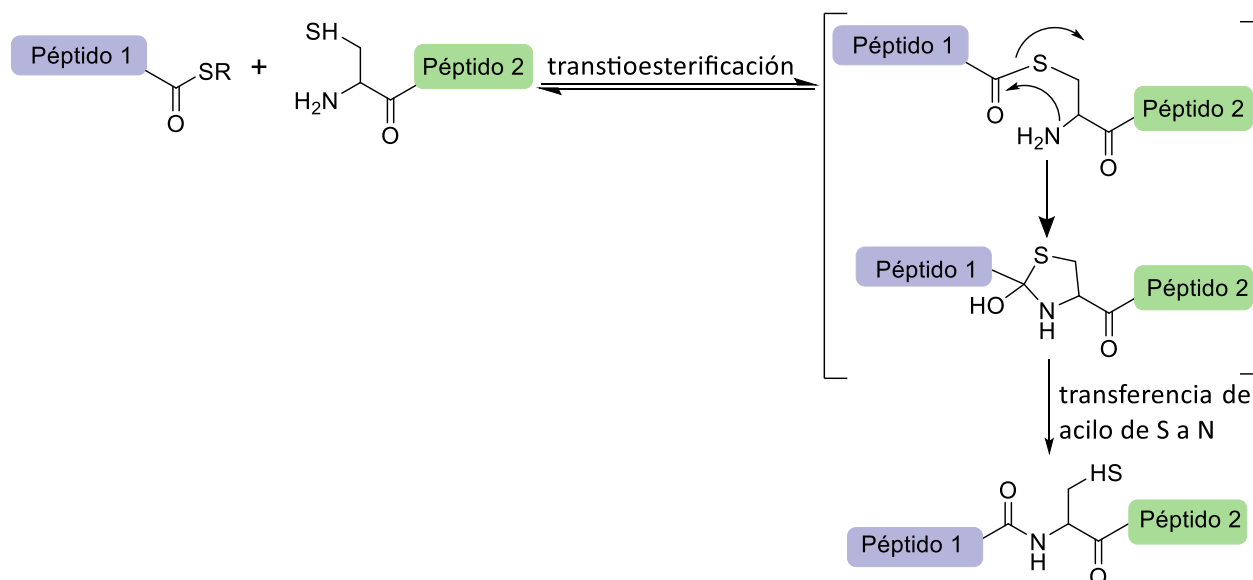 Péptido 1
SR
O
+
SH
H2N
O
Péptido 2
transtioesterificación
Péptido 1
S
O
H2N
O
Péptido 2
Péptido 1
S
HO
N
H
O
Péptido 2
transferencia de
acilo de S a N
Péptido 1
O
N
H
HS
O
Péptido 2